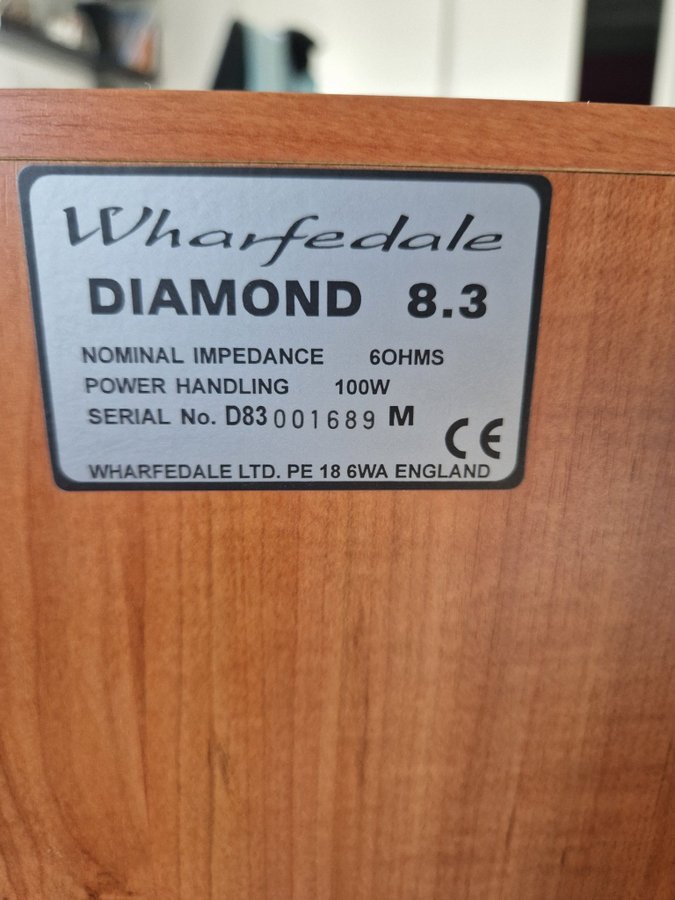 Wharfedale
DIAMOND 8.3
NOMINAL IMPEDANCE 6OHMS
POWER HANDLING 100W
SERIAL No. D83 001689 M
CE
WHARFEDALE LTD. PE 18 6WA ENGLAND